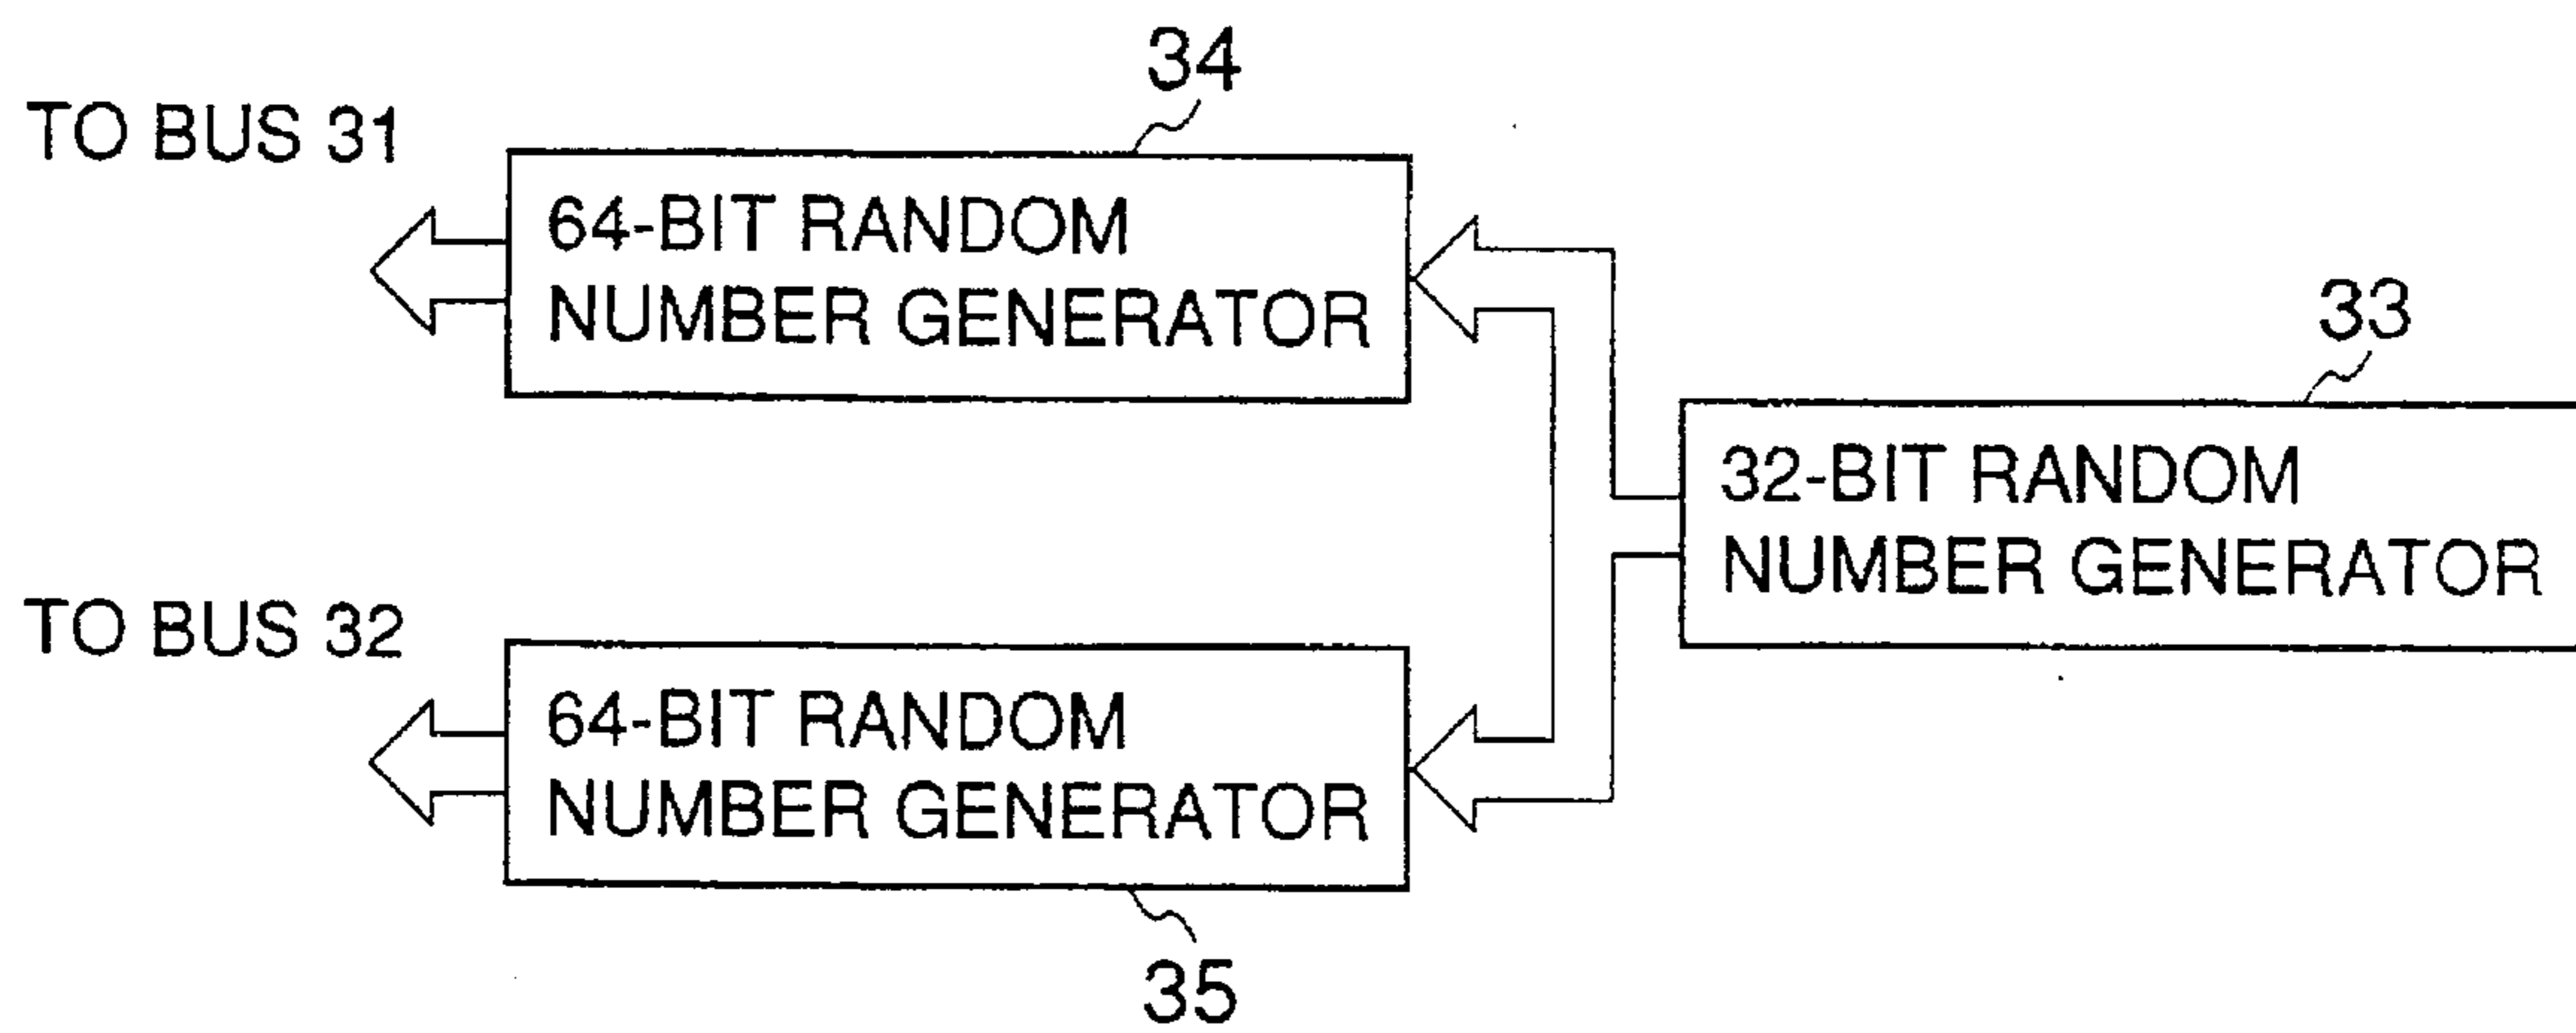 34
TO BUS 31
64-BIT RANDOM
NUMBER GENERATOR
33
32-BIT RANDOM
NUMBER GENERATOR
TO BUS 32
64-BIT RANDOM
NUMBER GENERATOR
35